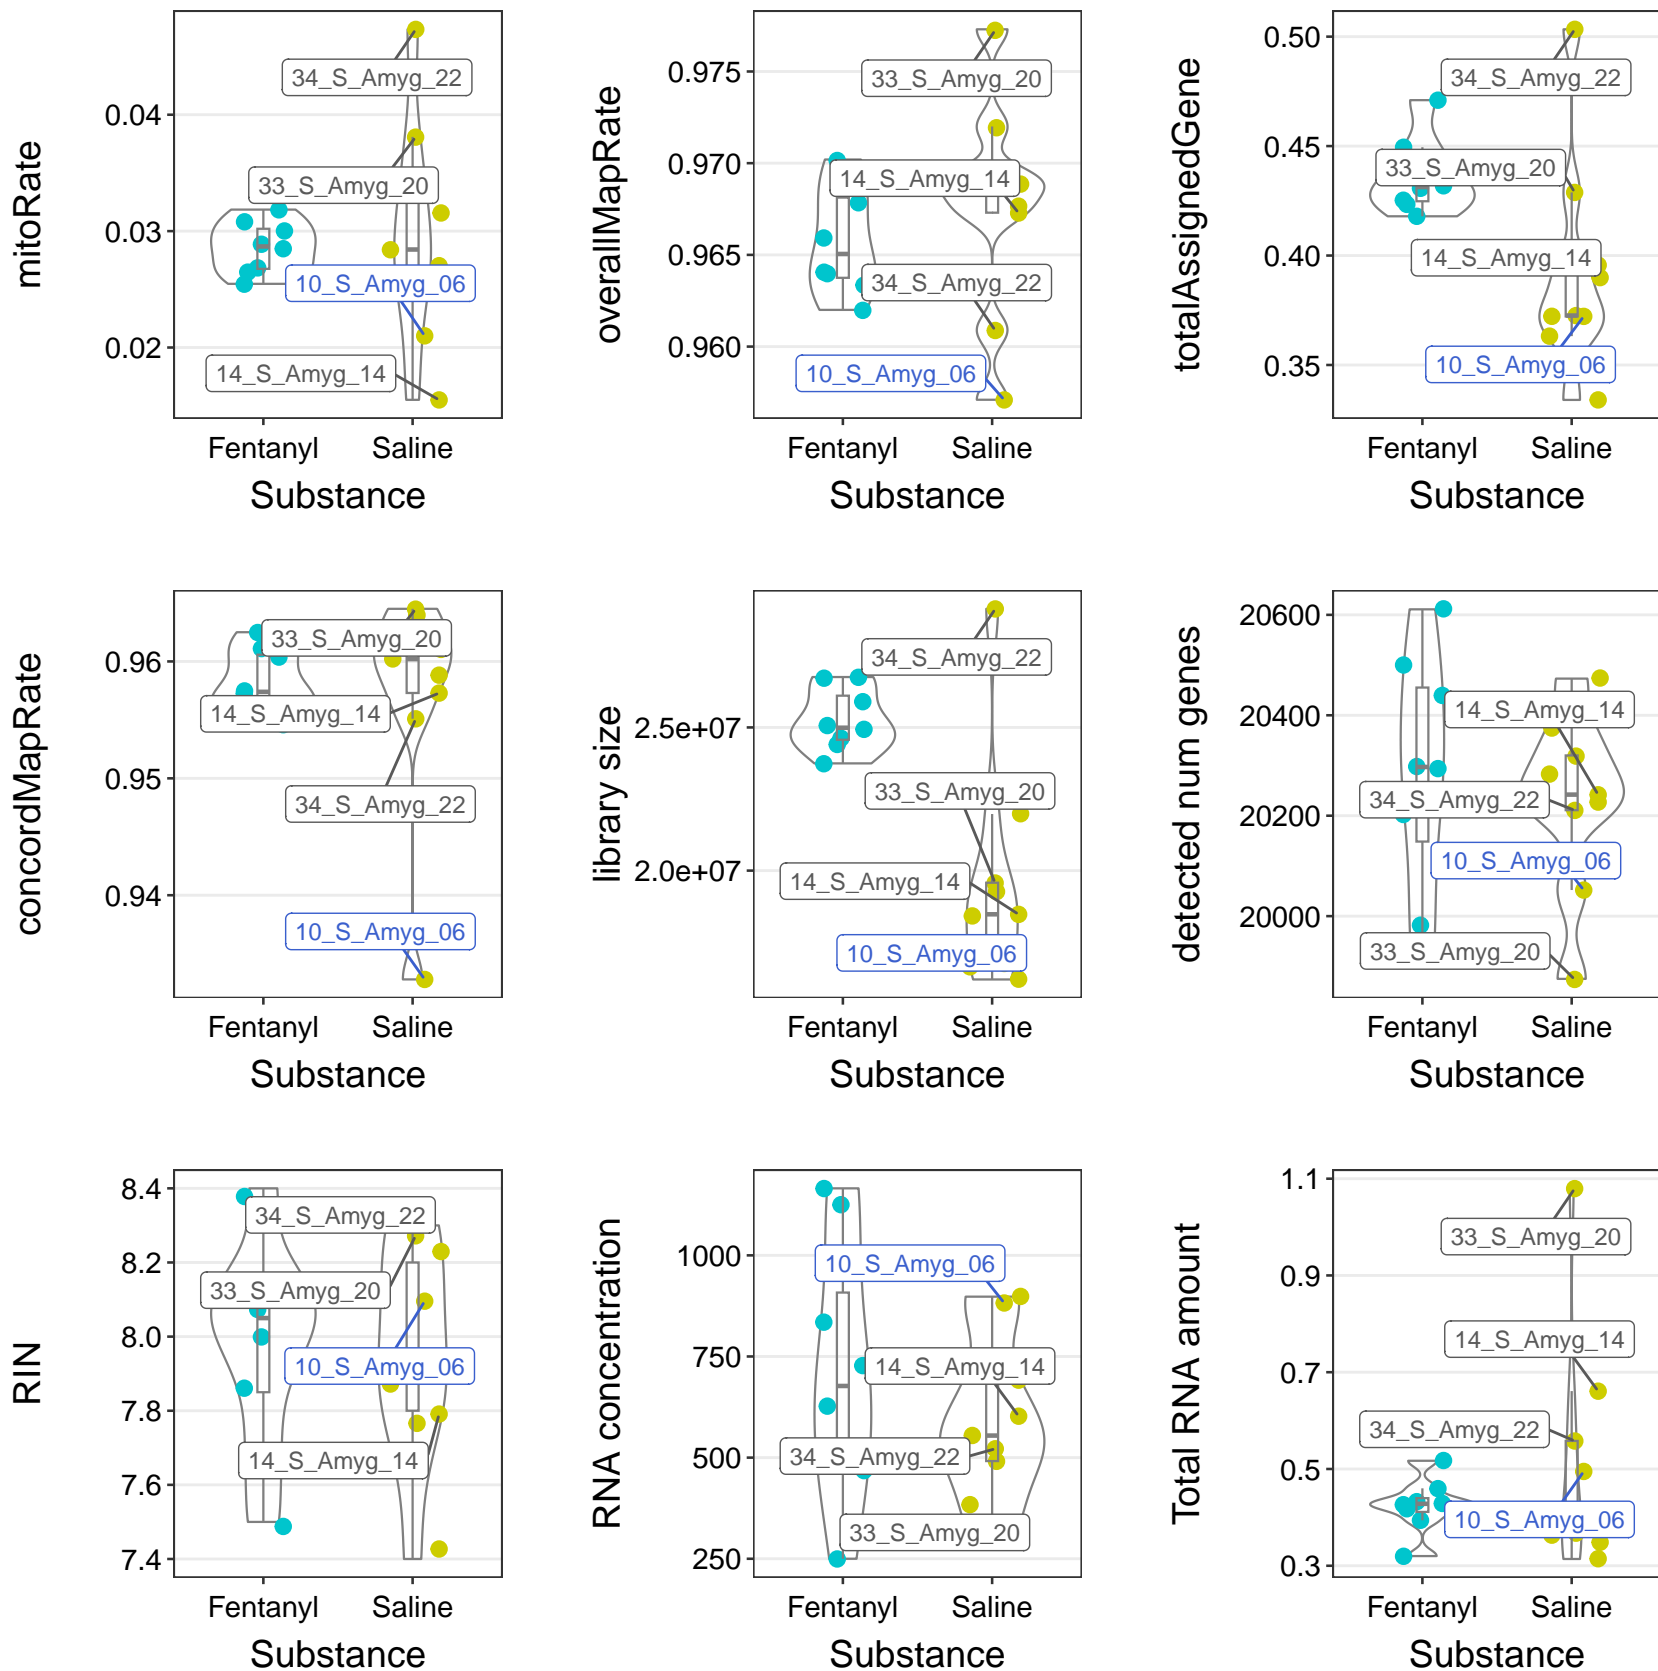 mitoRate
0.04
0.03
0.02
34_S_Amyg_22
33_S_Amyg_20
10_S_Amyg_06
14_S_Amyg_14
Fentanyl Saline
Substance
overallMapRate
0.975
0.970
0.965
0.960
33_S_Amyg_20
14_S_Amyg_14
34_S_Amyg_22
10_S_Amyg_06
Fentanyl Saline
Substance
totalAssignedGene
0.50
0.45
0.40
0.35
34_S_Amyg_22
33_S_Amyg_20
14_S_Amyg_14
10_S_Amyg_06
Fentanyl Saline
Substance
concordMapRate
0.96
0.95
0.94
33_S_Amyg_20
14_S_Amyg_14
34_S_Amyg_22
10_S_Amyg_06
Fentanyl Saline
Substance
library size
2.5e+07
2.0e+07
34_S_Amyg_22
33_S_Amyg_20
14_S_Amyg_14
10_S_Amyg_06
Fentanyl Saline
Substance
detected num genes
20600
20400
20200
20000
14_S_Amyg_14
34_S_Amyg_22
10_S_Amyg_06
33_S_Amyg_20
Fentanyl Saline
Substance
RIN
8.4
8.2
8.0
7.8
7.6
7.4
34_S_Amyg_22
33_S_Amyg_20
10_S_Amyg_06
14_S_Amyg_14
Fentanyl Saline
Substance
RNA concentration
1000
750
500
250
10_S_Amyg_06
14_S_Amyg_14
34_S_Amyg_22
33_S_Amyg_20
Fentanyl Saline
Substance
Total RNA amount
1.1
0.9
0.7
0.5
0.3
33_S_Amyg_20
14_S_Amyg_14
34_S_Amyg_22
10_S_Amyg_06
Fentanyl Saline
Substance